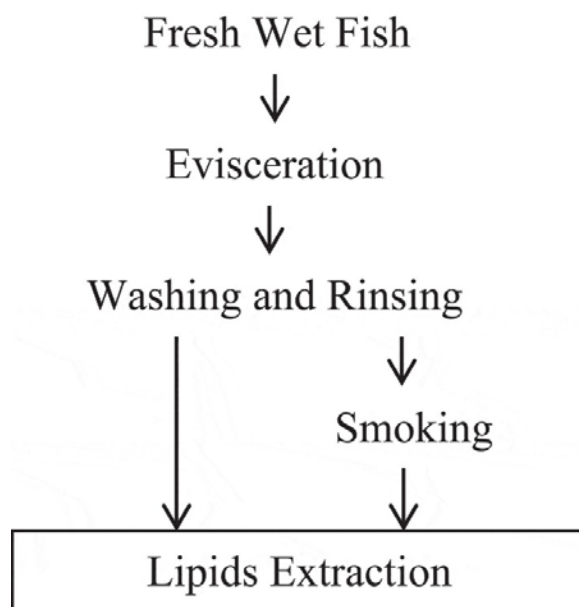 Fresh Wet Fish
Evisceration
Washing and Rinsing
Smoking
Lipids Extraction